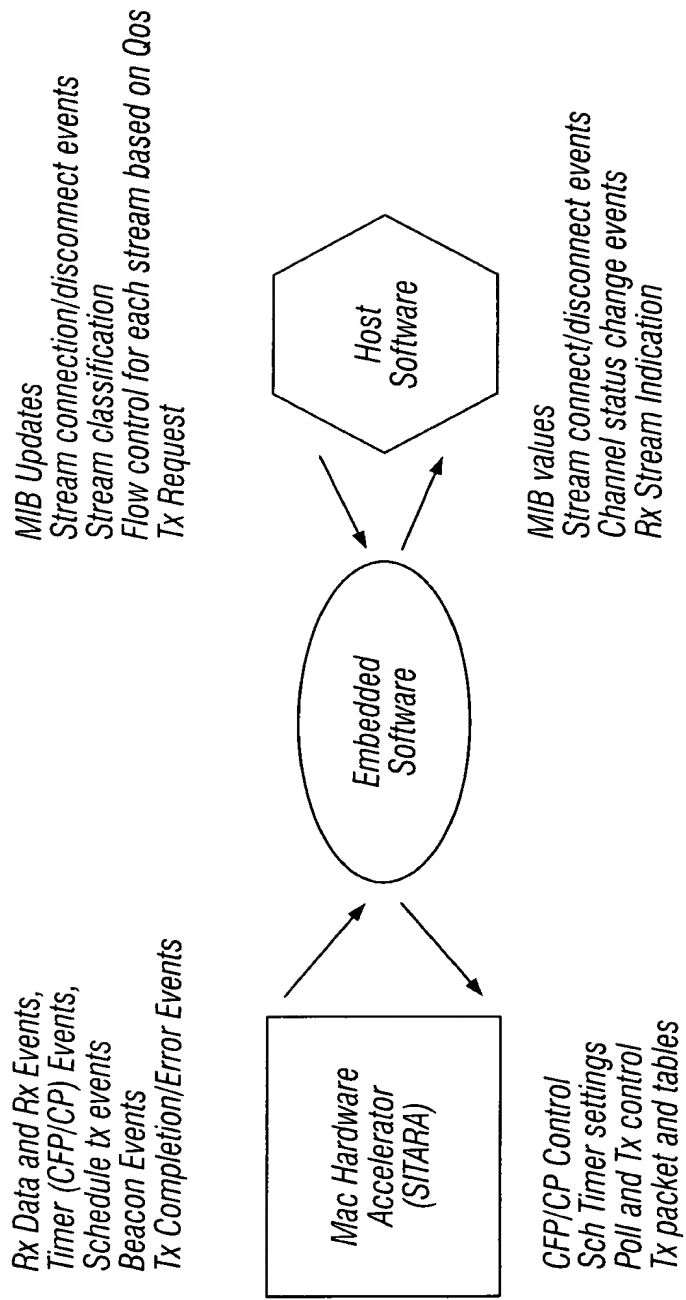 Rx Data and Rx Events,
Timer (CFP/CP) Events,
Schedule tx events
Beacon Events
Tx Completion/Error Events
MIB Updates
Stream connection/disconnect events
Stream classification
Flow control for each stream based on Qos
Tx Request
Mac Hardware
Accelerator
(SITARA)
Embedded
Software
Host
Software
CFP/CP Control
Sch Timer settings
Poll and Tx control
Tx packet and tables
MIB values
Stream connect/disconnect events
Channel status change events
Rx Stream Indication